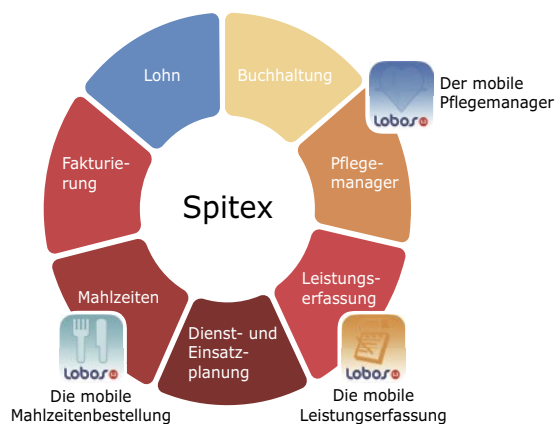 Lohn
Buchhaltung
Lobos
Der mobile
Pflegemanager
Fakturie-
rung
Pflege-
manager
Spitex
Mahlzeiten
Leistungs-
erfassung
Dienst- und
Einsatz-
planung
Lobos
Lobos
Die mobile
Mahlzeitenbestellung
Die mobile
Leistungserfassung